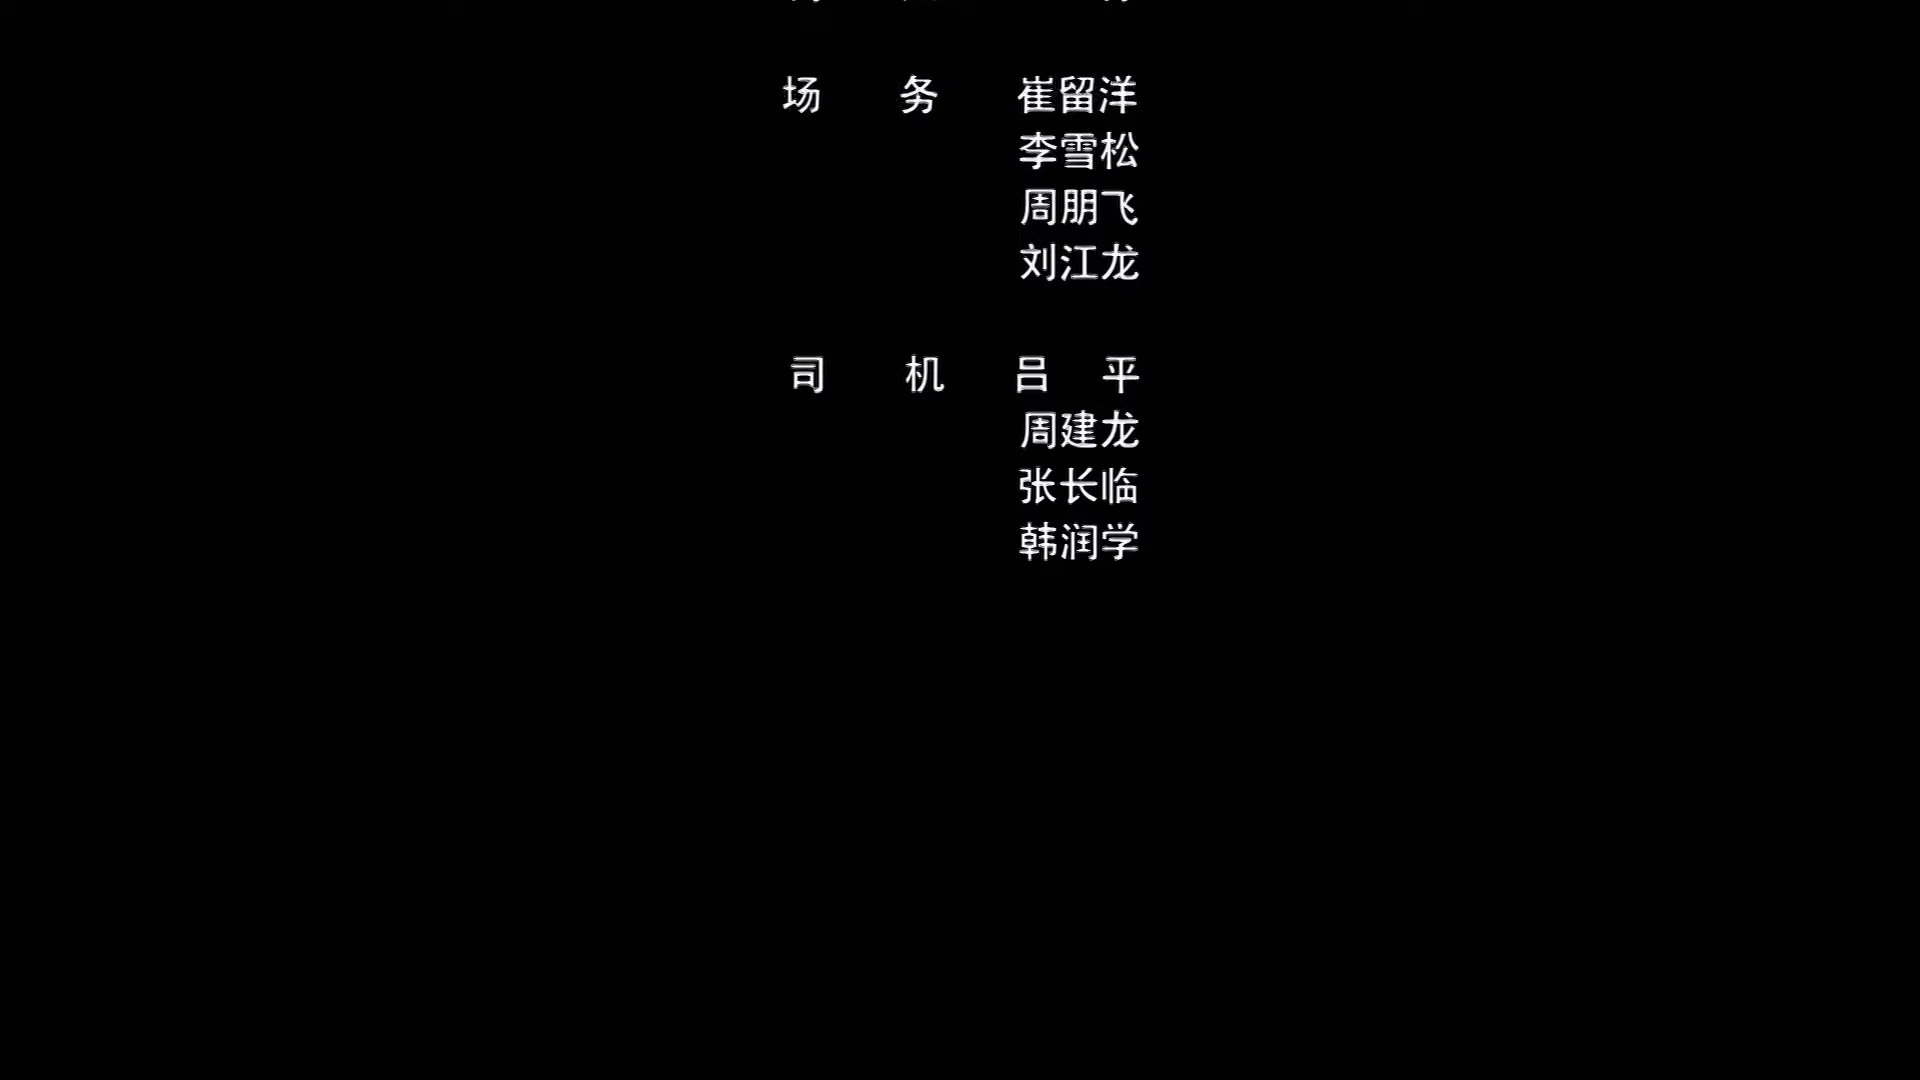 场 务 崔留洋
李雪松
周朋飞
刘江龙
司 机 吕 平
周建龙
张长临
韩润学